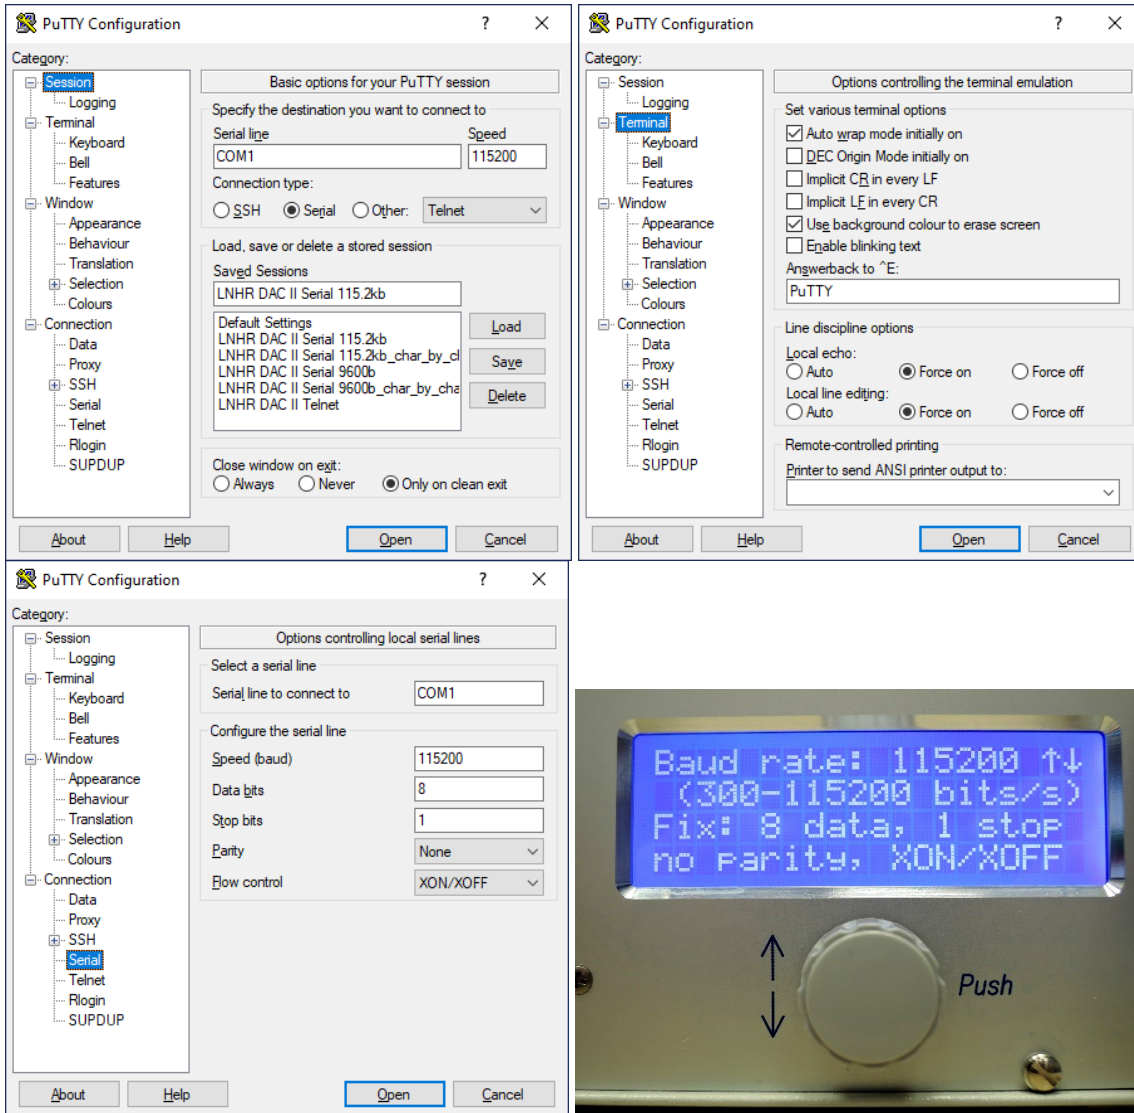 PuTTY Configuration
?
Category:
Session
Logging
Terminal
Keyboard
Bell
Features
Window
Appearance
Behaviour
Translation
Selection
Colours
Connection
Data
Proxy
SSH
Serial
Telnet
Rlogin
SUPDUP
Basic options for your PuTTY session
Specify the destination you want to connect to
Serial line Speed
COM1 115200
Connection type:
SSH Serial Other: Telnet
Load, save or delete a stored session
Saved Sessions
LNHR DAC II Serial 115.2kb
Default Settings
LNHR DAC II Serial 115.2kb
LNHR DAC II Serial 115.2kb_char_by_cl
LNHR DAC II Serial 9600b
LNHR DAC II Serial 9600b_char_by_cha
LNHR DAC II Telnet
Load
Save
Delete
Close window on exit:
Always Never Only on clean exit
About Help Open Cancel
PuTTY Configuration
?
Category:
Session
Logging
Terminal
Keyboard
Bell
Features
Window
Appearance
Behaviour
Translation
Selection
Colours
Connection
Data
Proxy
SSH
Serial
Telnet
Rlogin
SUPDUP
Options controlling the terminal emulation
Set various terminal options
Auto wrap mode initially on
DEC Origin Mode initially on
Implicit CR in every LF
Implicit LF in every CR
Use background colour to erase screen
Enable blinking text
Answerback to ^E:
PuTTY
Line discipline options
Local echo:
Auto Force on Force off
Local line editing:
Auto Force on Force off
Remote-controlled printing
Printer to send ANSI printer output to:
About Help Open Cancel
PuTTY Configuration
?
Category:
Session
Logging
Terminal
Keyboard
Bell
Features
Window
Appearance
Behaviour
Translation
Selection
Colours
Connection
Data
Proxy
SSH
Serial
Telnet
Rlogin
SUPDUP
Options controlling local serial lines
Select a serial line
Serial line to connect to COM1
Configure the serial line
Speed (baud) 115200
Data bits 8
Stop bits 1
Parity None
Flow control XON/XOFF
About Help Open Cancel
Baud rate: 115200 ↑↓
(300-115200 bits/s)
Fix: 8 data, 1 stop
no parity, XON/XOFF
Push